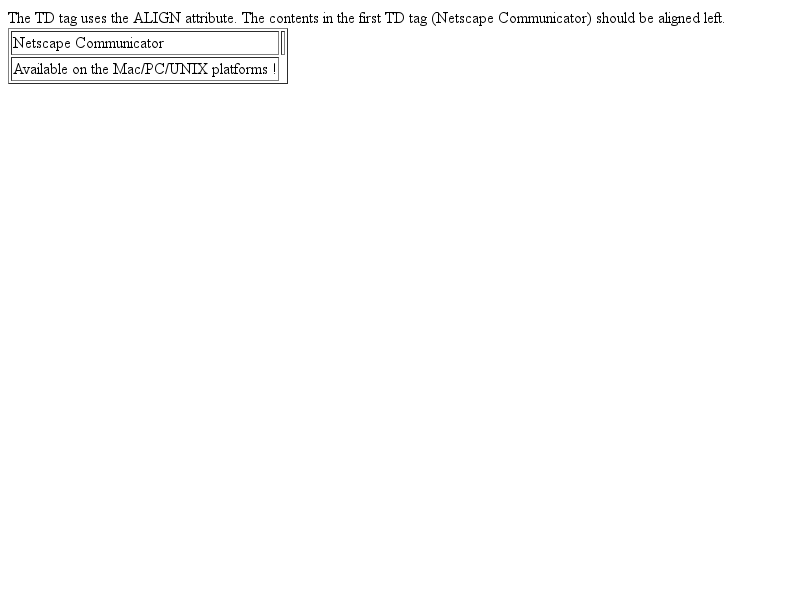 The TD tag uses the ALIGN attribute. The contents in the first TD tag (Netscape Communicator) should be aligned left.
Netscape Communicator
Available on the Mac/PC/UNIX platforms !